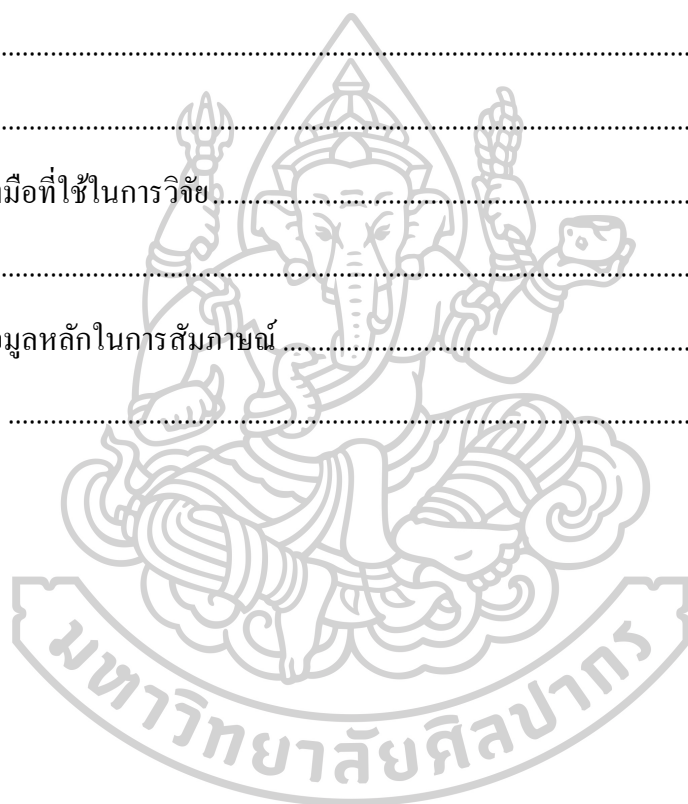 ................................................................................................
................................................................................................
มือที่ใช้ในการวิจัย....................................................................
................................................................................................
มูลหลักในการสัมภาษณ์ .........................................................
................................................................................................
มหาวิทยาลัยศิลปากร